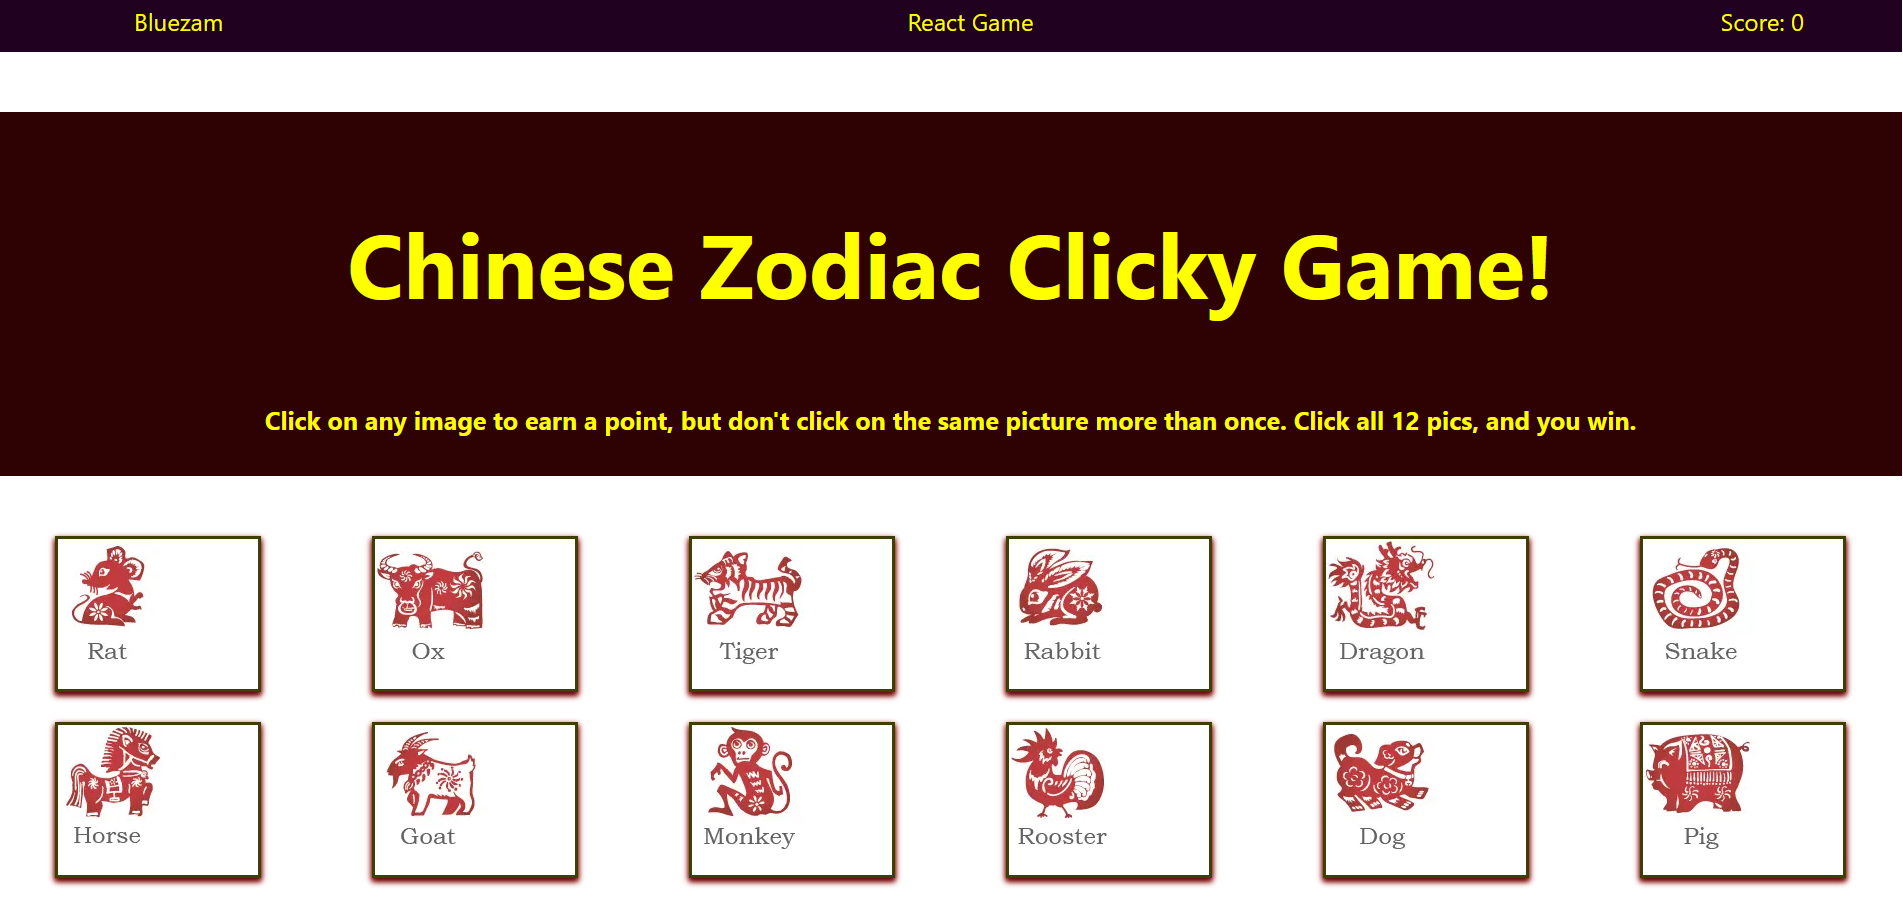 Bluezam React Game Score: 0
Chinese Zodiac Clicky Game!
Click on any image to earn a point, but don't click on the same picture more than once. Click all 12 pics, and you win.
Rat Ox Tiger Rabbit Dragon Snake
Horse Goat Monkey Rooster Dog Pig